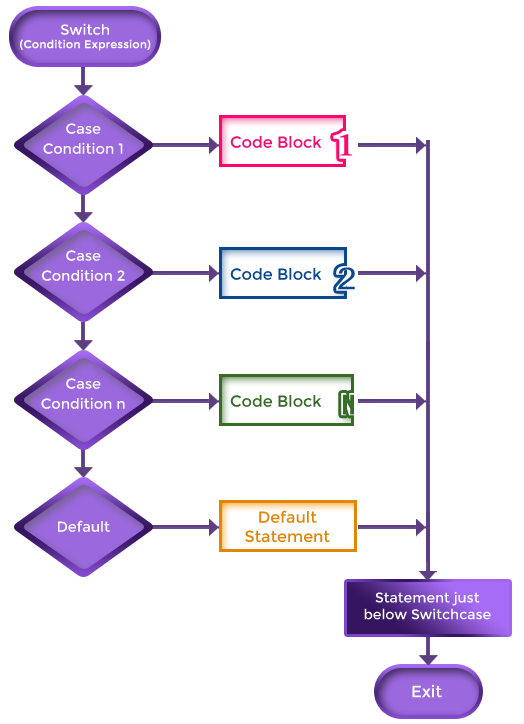 Switch
(Condition Expression)
Case
Condition 1
Code Block 1
Case
Condition 2
Code Block 2
Case
Condition n
Code Block N
Default
Default
Statement
Statement just
below Switchcase
Exit